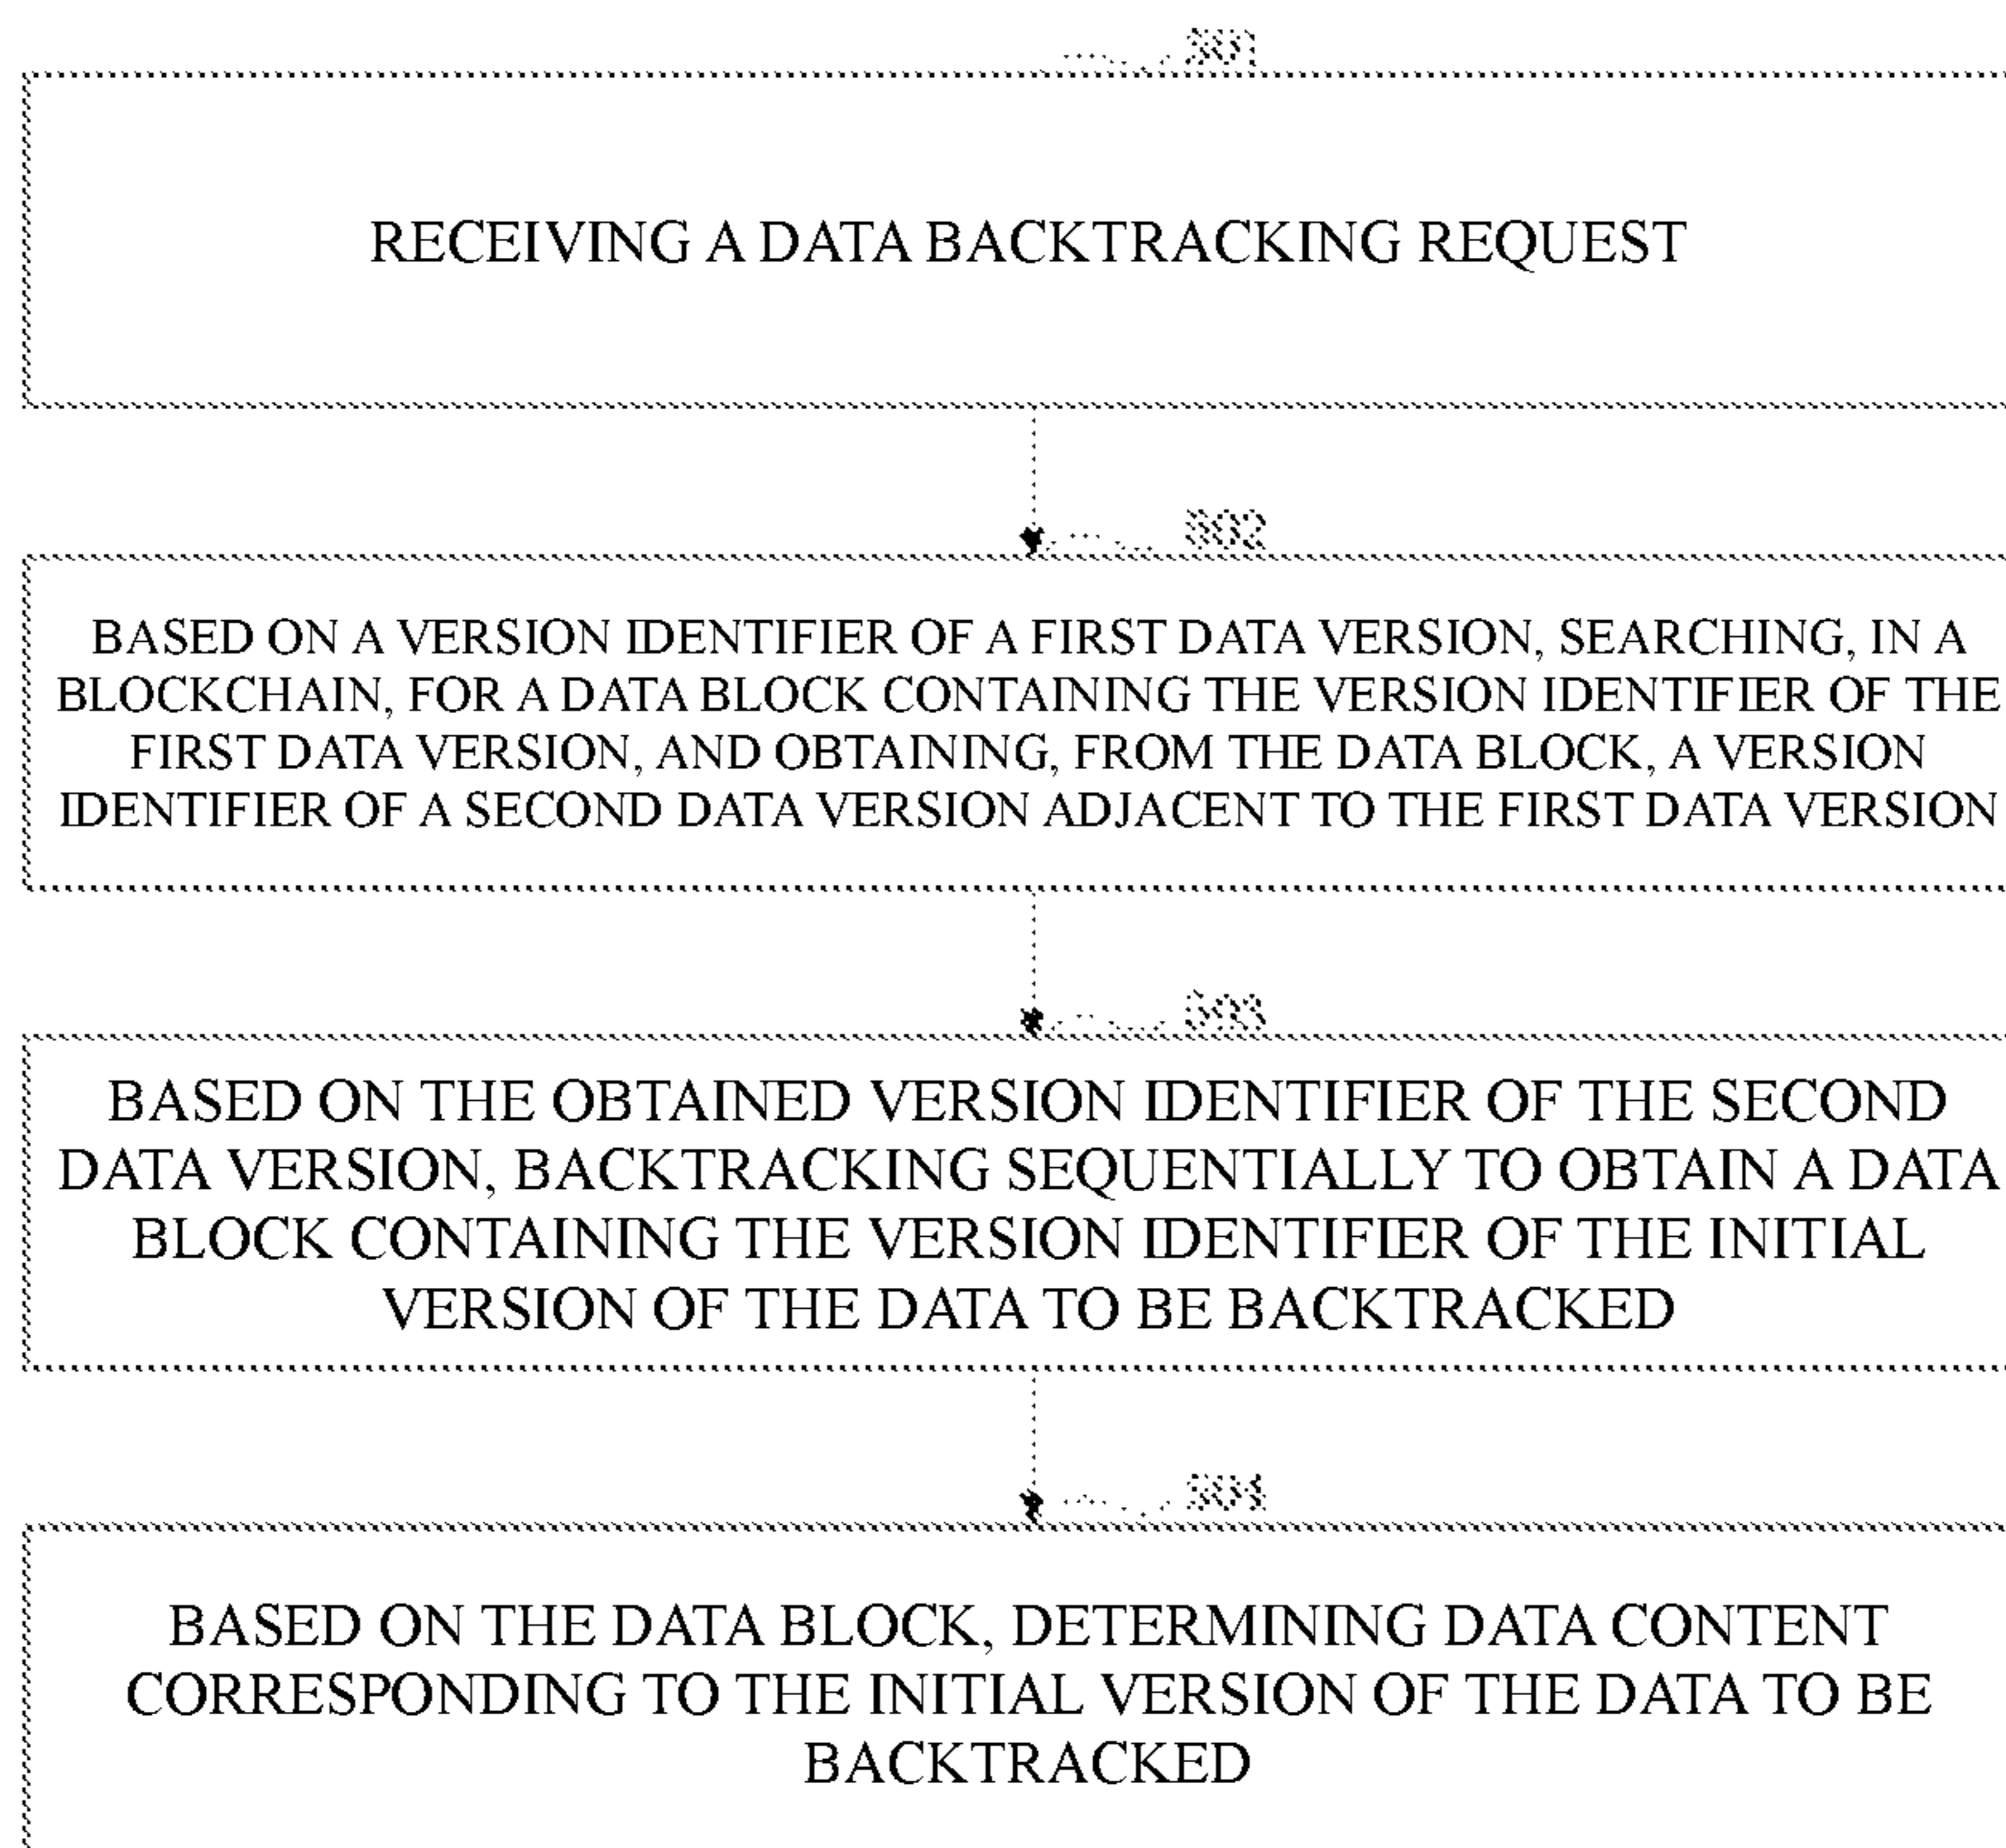 RECEIVING A DATA BACKTRACKING REQUEST
BASED ON A VERSION IDENTIFIER OF A FIRST DATA VERSION, SEARCHING, IN A
BLOCKCHAIN, FOR A DATA BLOCK CONTAINING THE VERSION IDENTIFIER OF THE
FIRST DATA VERSION, AND OBTAINING, FROM THE DATA BLOCK, A VERSION
IDENTIFIER OF A SECOND DATA VERSION ADJACENT TO THE FIRST DATA VERSION
BASED ON THE OBTAINED VERSION IDENTIFIER OF THE SECOND
DATA VERSION, BACKTRACKING SEQUENTIALLY TO OBTAIN A DATA
BLOCK CONTAINING THE VERSION IDENTIFIER OF THE INITIAL
VERSION OF THE DATA TO BE BACKTRACKED
BASED ON THE DATA BLOCK, DETERMINING DATA CONTENT
CORRESPONDING TO THE INITIAL VERSION OF THE DATA TO BE
BACKTRACKED